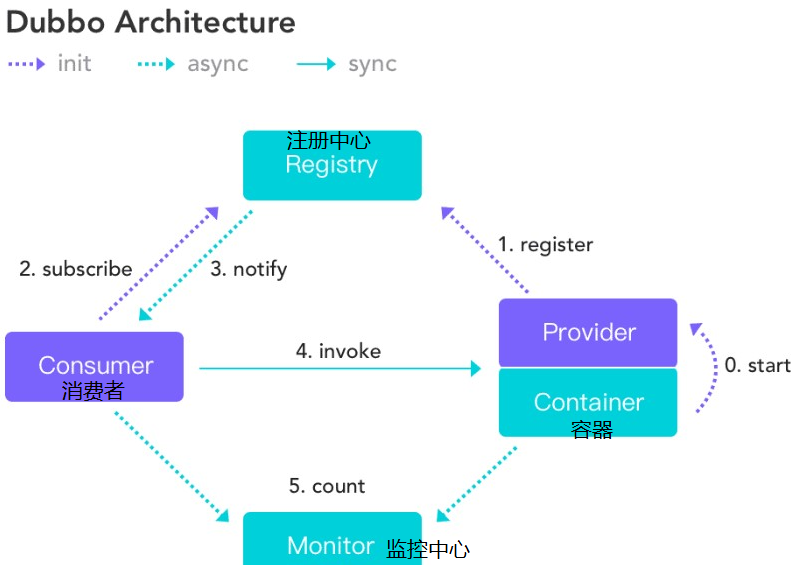 Dubbo Architecture
init async sync
注册中心
Registry
1. register
2. subscribe
3. notify
Provider
4. invoke
0. start
Consumer
消费者
Container
容器
5. count
Monitor 监控中心